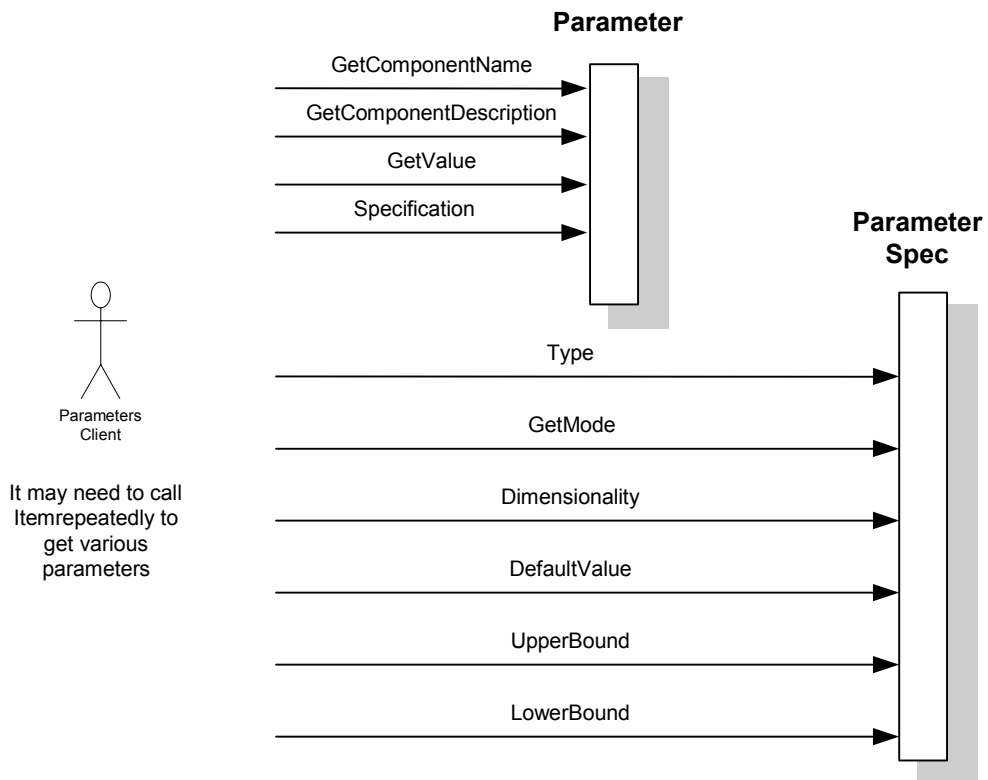 Parameter
GetComponentName
GetComponentDescription
GetValue
Specification
Parameter
Spec
Type
GetMode
Dimensionality
DefaultValue
UpperBound
LowerBound
Parameters
Client
It may need to call
Itemrepeatedly to
get various
parameters